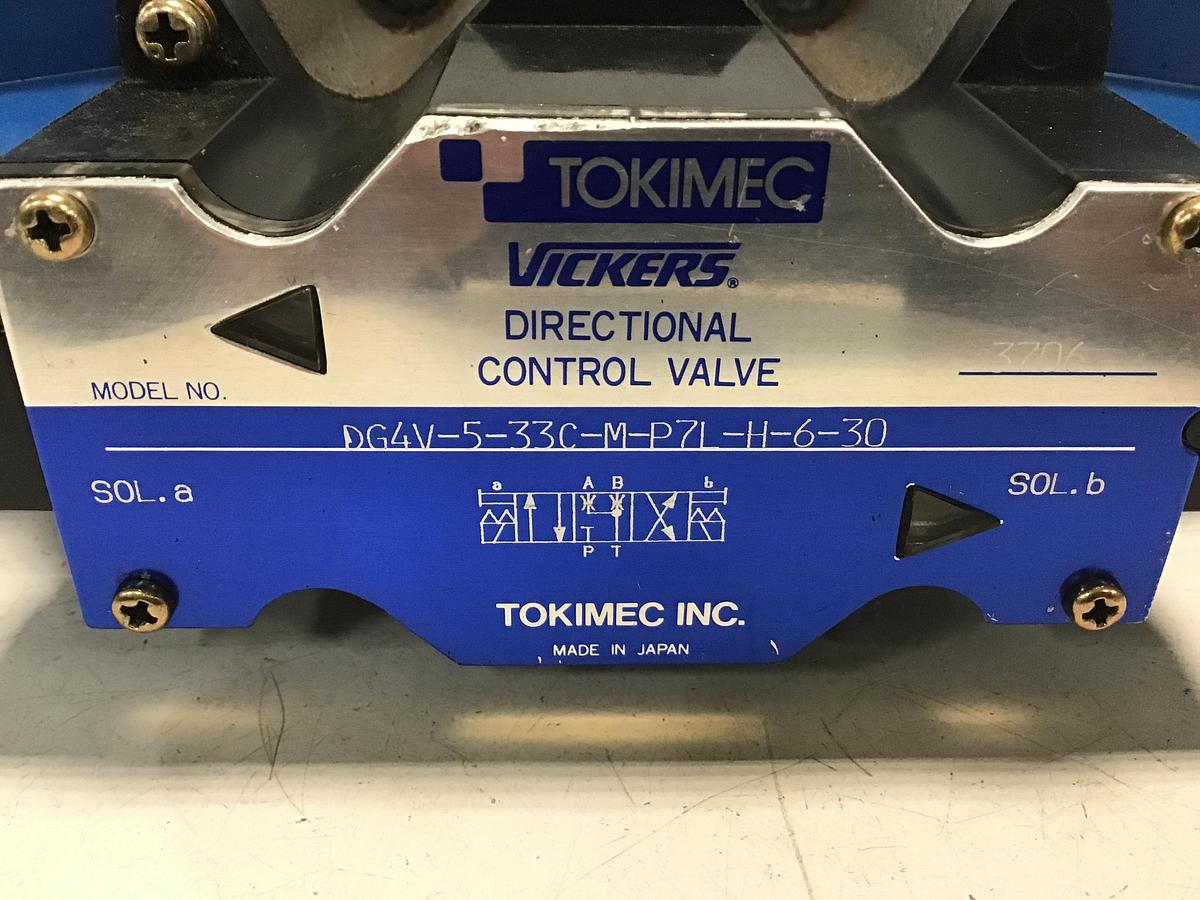 TOKIMEC
VICKERS®
DIRECTIONAL
CONTROL VALVE
3706
MODEL NO.
DG4V-5-33C-M-P7L-H-6-30
SOL.a
a A B b
SOL.b
T
P T
TOKIMEC INC.
MADE IN JAPAN